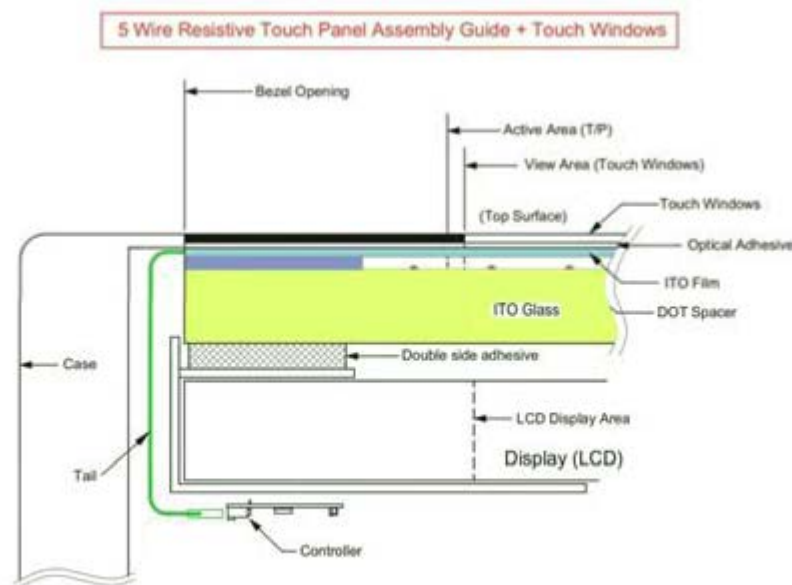 5 Wire Resistive Touch Panel Assembly Guide + Touch Windows
Bezel Opening
Active Area (T/P)
View Area (Touch Windows)
(Top Surface)
Touch Windows
Optical Adhesive
ITO Film
ITO Glass
DOT Spacer
Double side adhesive
Case
LCD Display Area
Display (LCD)
Tail
Controller